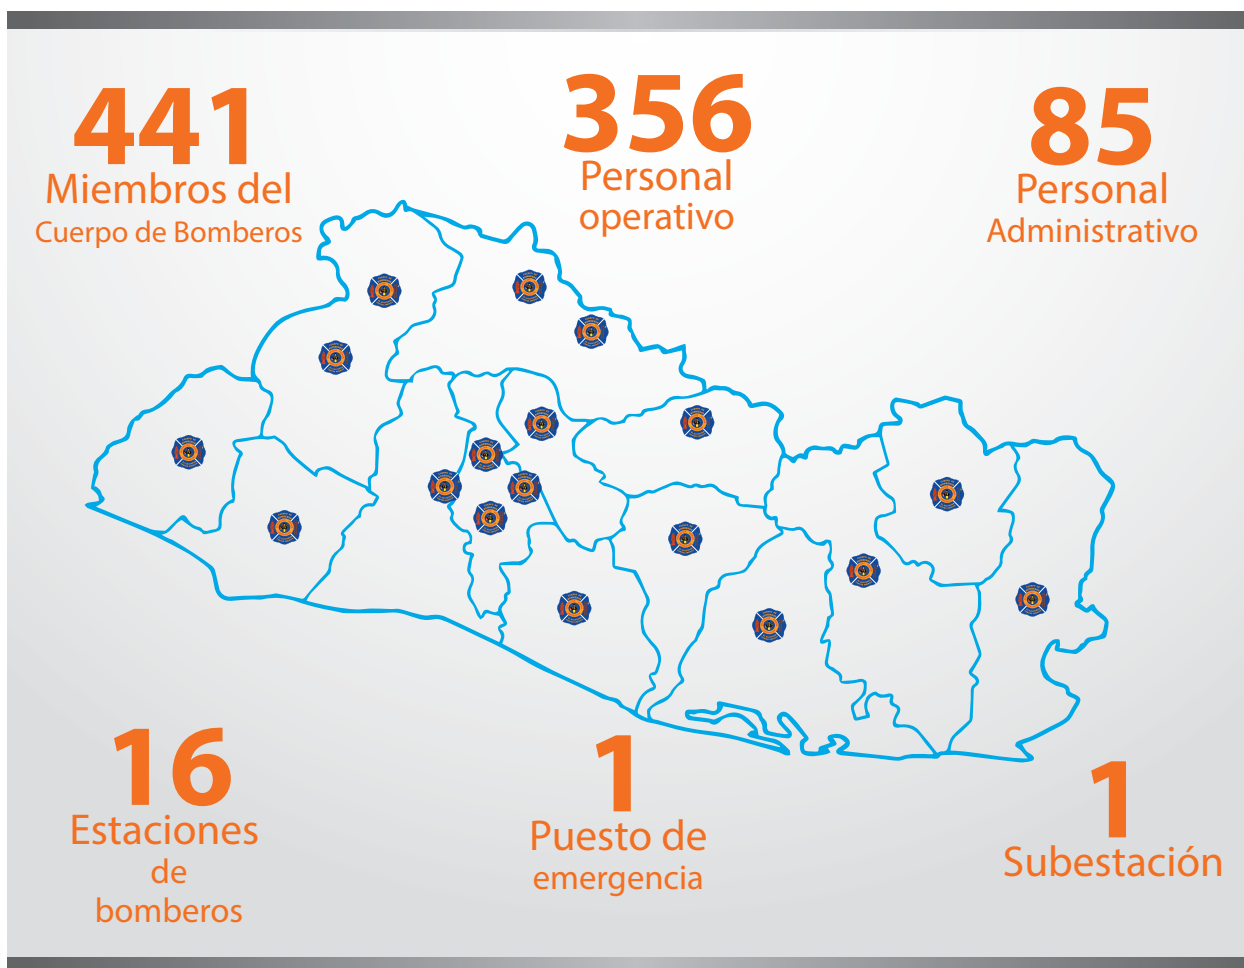 441
Miembros del
Cuerpo de Bomberos
356
Personal
operativo
85
Personal
Administrativo
16
Estaciones
de
bomberos
1
Puesto de
emergencia
1
Subestación